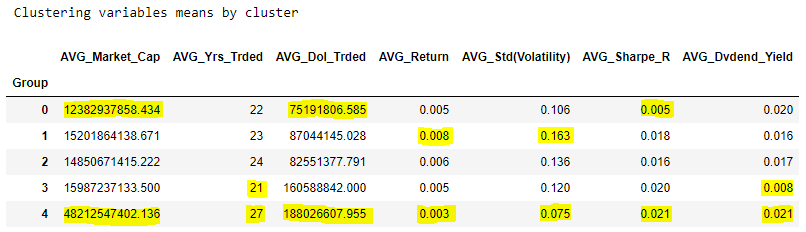 Clustering variables means by cluster
AVG_Market_Cap AVG_Yrs_Trded AVG_Dol_Trded AVG_Return AVG_Std(Volatility) AVG_Sharpe_R AVG_Dvdend_Yield
Group
0 12382937858.434 22 75191806.585 0.005 0.106 0.005 0.020
1 15201864138.671 23 87044145.028 0.008 0.163 0.018 0.016
2 14850671415.222 24 82551377.791 0.006 0.136 0.016 0.017
3 15987237133.500 21 160588842.000 0.005 0.120 0.020 0.008
4 48212547402.136 27 188026607.955 0.003 0.075 0.021 0.021